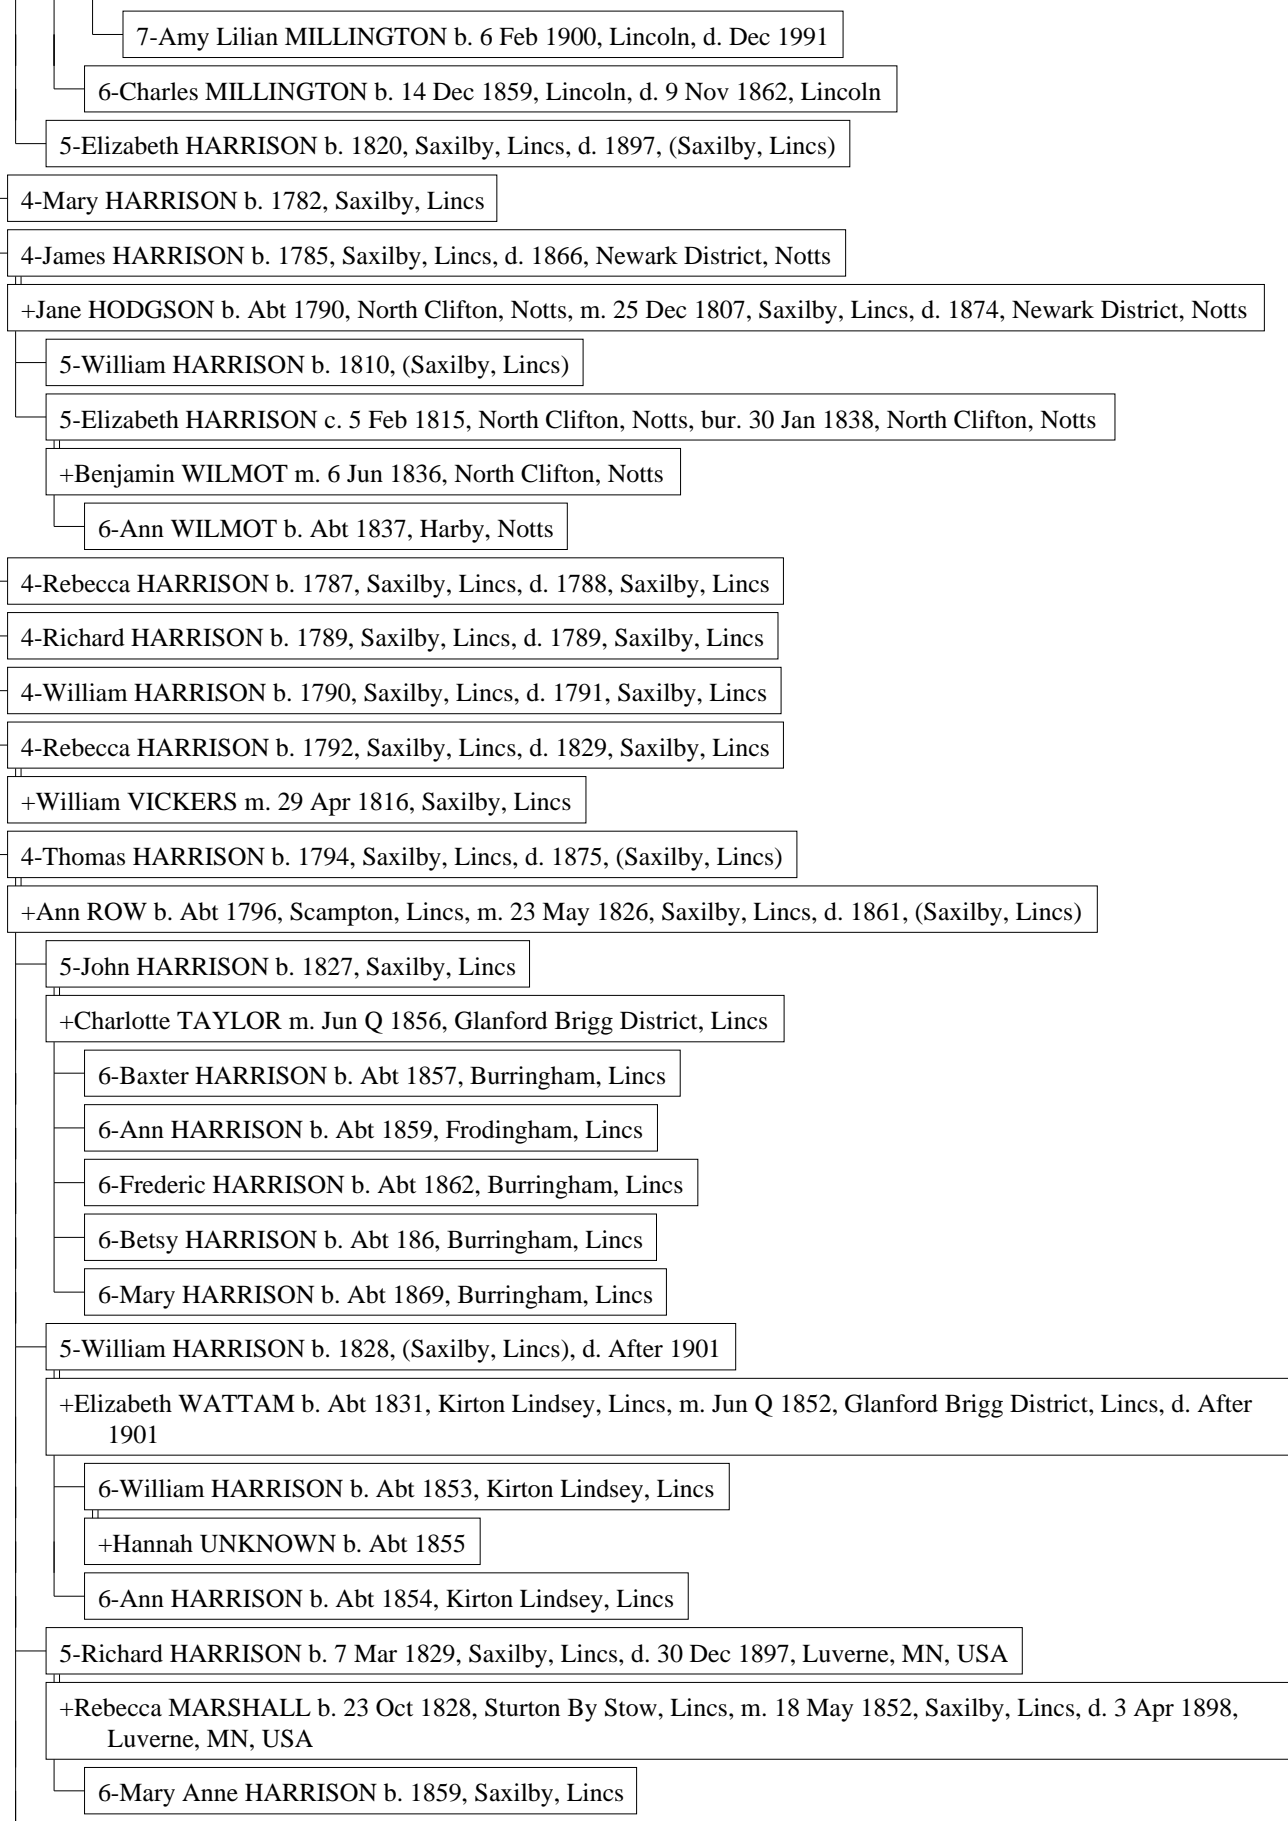 7-Amy Lilian MILLINGTON b. 6 Feb 1900, Lincoln, d. Dec 1991
6-Charles MILLINGTON b. 14 Dec 1859, Lincoln, d. 9 Nov 1862, Lincoln
5-Elizabeth HARRISON b. 1820, Saxilby, Lincs, d. 1897, (Saxilby, Lincs)
4-Mary HARRISON b. 1782, Saxilby, Lincs
4-James HARRISON b. 1785, Saxilby, Lincs, d. 1866, Newark District, Notts
+Jane HODGSON b. Abt 1790, North Clifton, Notts, m. 25 Dec 1807, Saxilby, Lincs, d. 1874, Newark District, Notts
5-William HARRISON b. 1810, (Saxilby, Lincs)
5-Elizabeth HARRISON c. 5 Feb 1815, North Clifton, Notts, bur. 30 Jan 1838, North Clifton, Notts
+Benjamin WILMOT m. 6 Jun 1836, North Clifton, Notts
6-Ann WILMOT b. Abt 1837, Harby, Notts
4-Rebecca HARRISON b. 1787, Saxilby, Lincs, d. 1788, Saxilby, Lincs
4-Richard HARRISON b. 1789, Saxilby, Lincs, d. 1789, Saxilby, Lincs
4-William HARRISON b. 1790, Saxilby, Lincs, d. 1791, Saxilby, Lincs
4-Rebecca HARRISON b. 1792, Saxilby, Lincs, d. 1829, Saxilby, Lincs
+William VICKERS m. 29 Apr 1816, Saxilby, Lincs
4-Thomas HARRISON b. 1794, Saxilby, Lincs, d. 1875, (Saxilby, Lincs)
+Ann ROW b. Abt 1796, Scampton, Lincs, m. 23 May 1826, Saxilby, Lincs, d. 1861, (Saxilby, Lincs)
5-John HARRISON b. 1827, Saxilby, Lincs
+Charlotte TAYLOR m. Jun Q 1856, Glanford Brigg District, Lincs
6-Baxter HARRISON b. Abt 1857, Burringham, Lincs
6-Ann HARRISON b. Abt 1859, Frodingham, Lincs
6-Frederic HARRISON b. Abt 1862, Burringham, Lincs
6-Betsy HARRISON b. Abt 186, Burringham, Lincs
6-Mary HARRISON b. Abt 1869, Burringham, Lincs
5-William HARRISON b. 1828, (Saxilby, Lincs), d. After 1901
+Elizabeth WATTAM b. Abt 1831, Kirton Lindsey, Lincs, m. Jun Q 1852, Glanford Brigg District, Lincs, d. After
1901
6-William HARRISON b. Abt 1853, Kirton Lindsey, Lincs
+Hannah UNKNOWN b. Abt 1855
6-Ann HARRISON b. Abt 1854, Kirton Lindsey, Lincs
5-Richard HARRISON b. 7 Mar 1829, Saxilby, Lincs, d. 30 Dec 1897, Luverne, MN, USA
+Rebecca MARSHALL b. 23 Oct 1828, Sturton By Stow, Lincs, m. 18 May 1852, Saxilby, Lincs, d. 3 Apr 1898,
Luverne, MN, USA
6-Mary Anne HARRISON b. 1859, Saxilby, Lincs